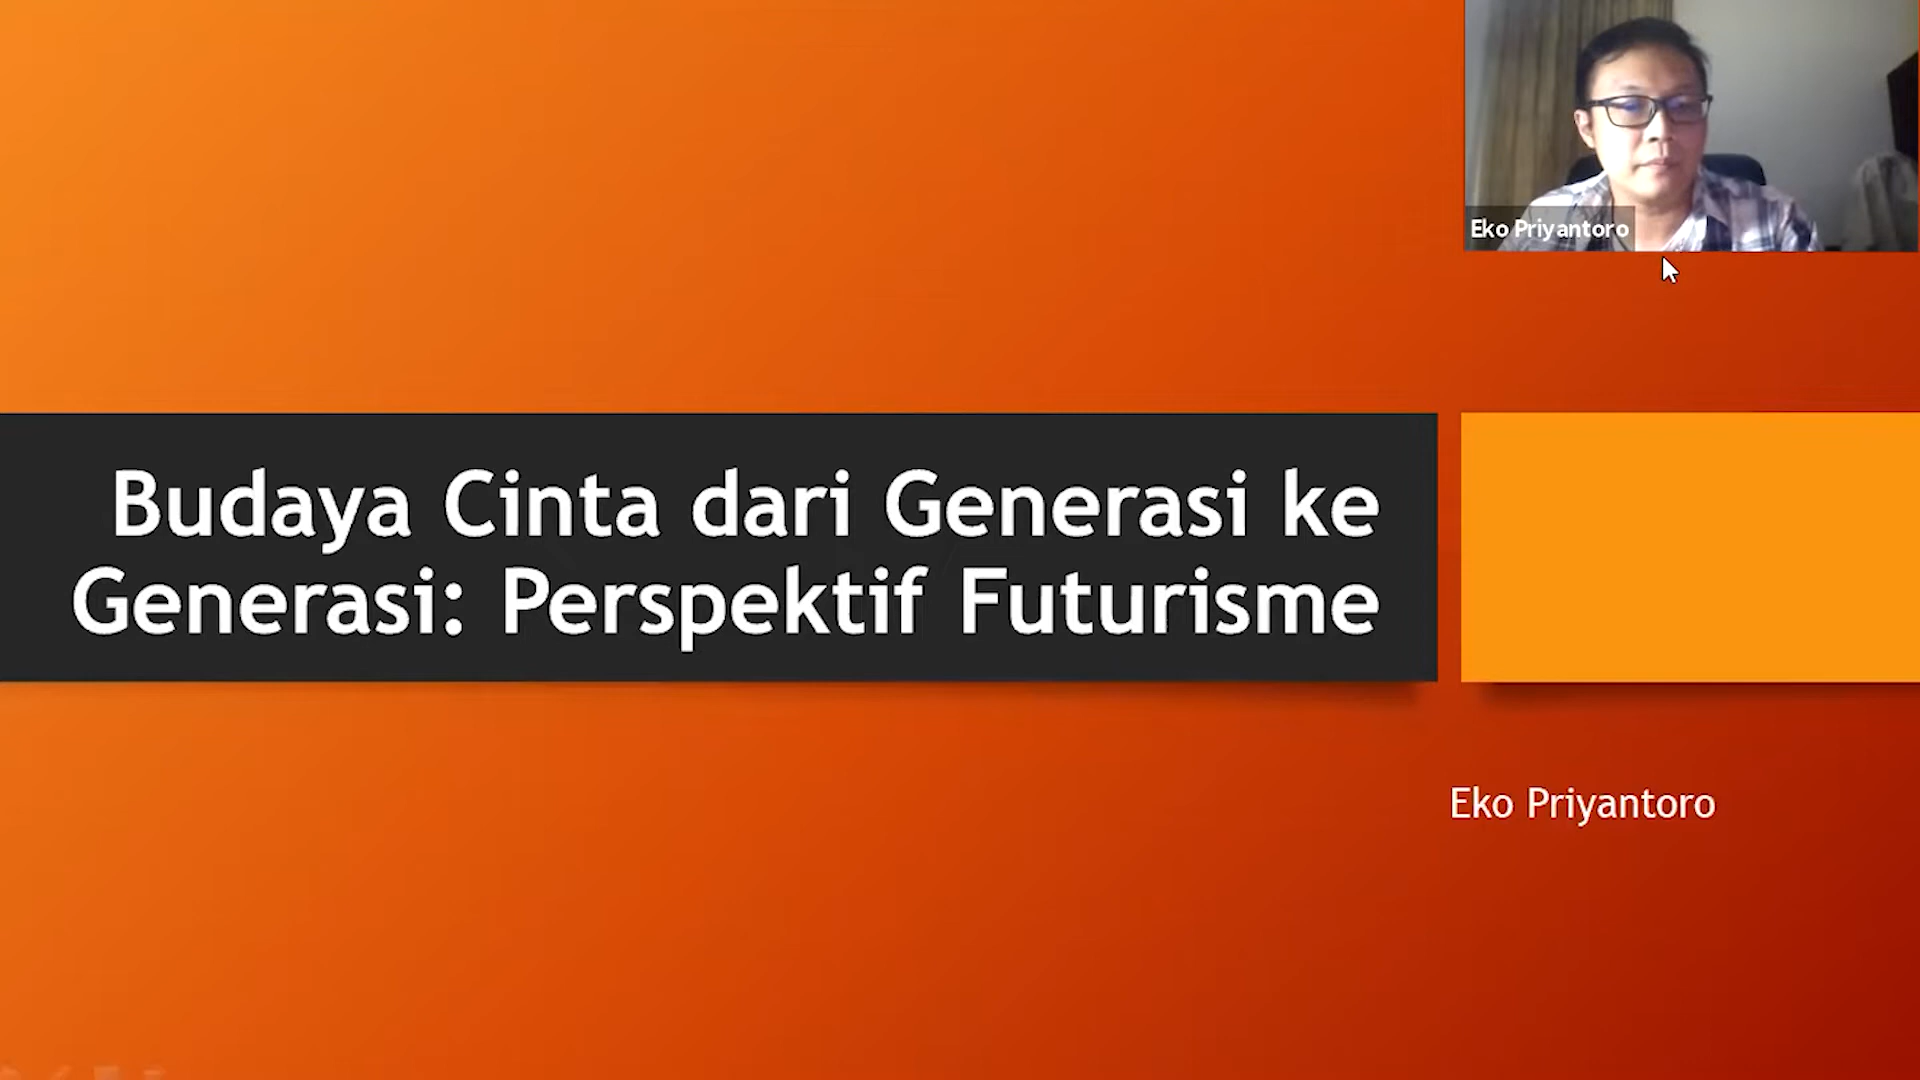 Eko Priyantoro
Budaya Cinta dari Generasi ke
Generasi: Perspektif Futurisme
Eko Priyantoro